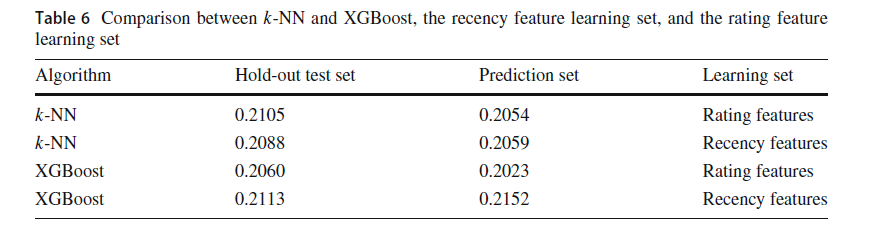 Table 6 Comparison between k-NN and XGBoost, the recency feature learning set, and the rating feature
learning set
Algorithm Hold-out test set Prediction set Learning set
k-NN 0.2105 0.2054 Rating features
k-NN 0.2088 0.2059 Recency features
XGBoost 0.2060 0.2023 Rating features
XGBoost 0.2113 0.2152 Recency features